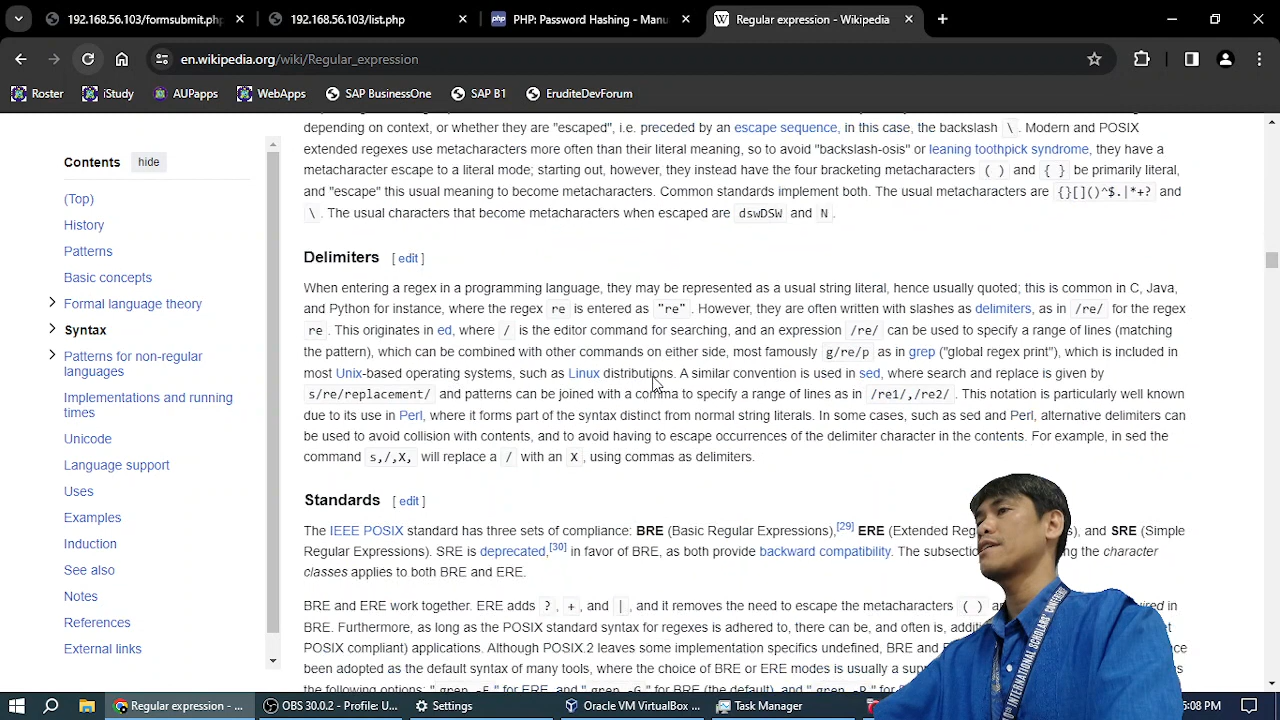 192.168.56.103/formsubmit.php
192.168.56.103/list.php
PHP: Password Hashing - Manu
Regular expression - Wikipedia
en.wikipedia.org/wiki/Regular_expression
Roster
iStudy
AUPapps
WebApps
SAP BusinessOne
SAP B1
EruditeDevForum
Contents hide
(Top)
History
Patterns
Basic concepts
Formal language theory
Syntax
Patterns for non-regular
languages
Implementations and running
times
Unicode
Language support
Uses
Examples
Induction
See also
Notes
References
External links
depending on context, or whether they are "escaped", i.e. preceded by an escape sequence, in this case, the backslash \. Modern and POSIX
extended regexes use metacharacters more often than their literal meaning, so to avoid "backslash-osis" or leaning toothpick syndrome, they have a
metacharacter escape to a literal mode; starting out, however, they instead have the four bracketing metacharacters ( ) and { } be primarily literal,
and "escape" this usual meaning to become metacharacters. Common standards implement both. The usual metacharacters are {}[]()^$.|*+? and
\. The usual characters that become metacharacters when escaped are dswDSW and N.
Delimiters [ edit ]
When entering a regex in a programming language, they may be represented as a usual string literal, hence usually quoted; this is common in C, Java,
and Python for instance, where the regex re is entered as "re". However, they are often written with slashes as delimiters, as in /re/ for the regex
re. This originates in ed, where / is the editor command for searching, and an expression /re/ can be used to specify a range of lines (matching
the pattern), which can be combined with other commands on either side, most famously g/re/p as in grep ("global regex print"), which is included in
most Unix-based operating systems, such as Linux distributions. A similar convention is used in sed, where search and replace is given by
s/re/replacement/ and patterns can be joined with a comma to specify a range of lines as in /re1/,/re2/. This notation is particularly well known
due to its use in Perl, where it forms part of the syntax distinct from normal string literals. In some cases, such as sed and Perl, alternative delimiters can
be used to avoid collision with contents, and to avoid having to escape occurrences of the delimiter character in the contents. For example, in sed the
command s,/,X, will replace a / with an X, using commas as delimiters.
Standards [ edit ]
The IEEE POSIX standard has three sets of compliance: BRE (Basic Regular Expressions),[29] ERE (Extended Reg s), and SRE (Simple
Regular Expressions). SRE is deprecated,[30] in favor of BRE, as both provide backward compatibility. The subsection the character
classes applies to both BRE and ERE.
BRE and ERE work together. ERE adds ?, +, and |, and it removes the need to escape the metacharacters ( ) in
BRE. Furthermore, as long as the POSIX standard syntax for regexes is adhered to, there can be, and often is,
POSIX compliant) applications. Although POSIX.2 leaves some implementation specifics undefined, BRE and
been adopted as the default syntax of many tools, where the choice of BRE or ERE modes is usually a
the following options: "grep -E" for ERE, and "grep -G" for BRE (the default), and "grep -P" for
Regular expression - ...
OBS 30.0.2 - Profile: U...
Settings
Oracle VM VirtualBox ...
Task Manager
5:08 PM